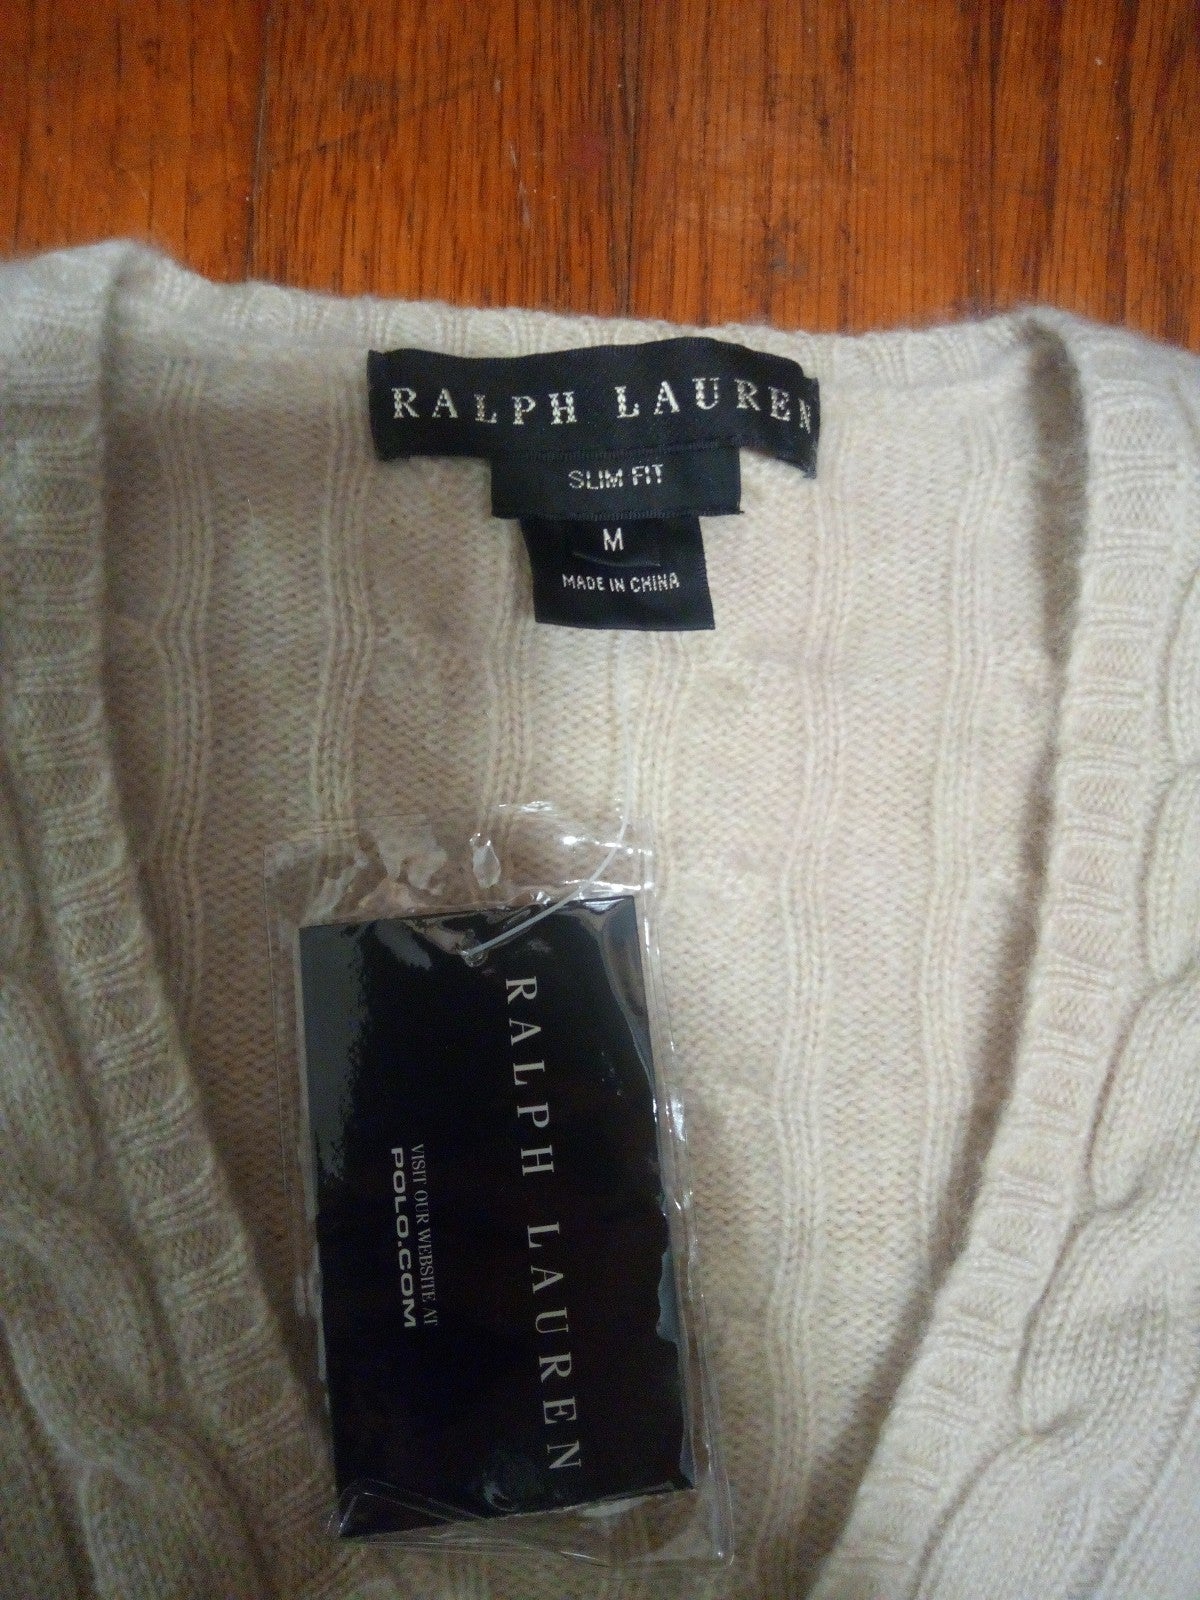 RALPH LAUREN
SLIM FIT
M
MADE IN CHINA
RALPH LAUREN
VISIT OUR WEBSITE AT
POLO.COM